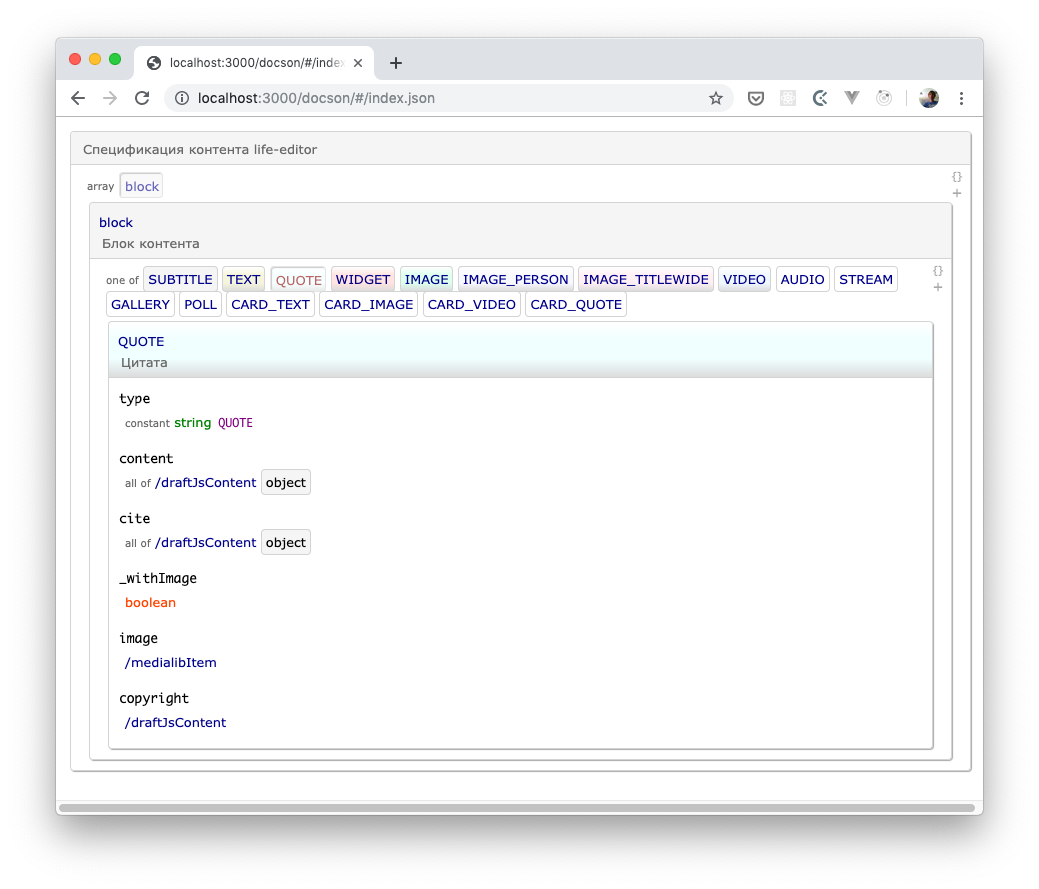 localhost:3000/docson/#/index
localhost:3000/docson/#/index.json
Спецификация контента life-editor
array block
{}
+
block
Блок контента
one of SUBTITLE TEXT QUOTE WIDGET IMAGE IMAGE_PERSON IMAGE_TITLEWIDE VIDEO AUDIO STREAM
{}
+
GALLERY POLL CARD_TEXT CARD_IMAGE CARD_VIDEO CARD_QUOTE
QUOTE
Цитата
type
constant string QUOTE
content
all of /draftJsContent object
cite
all of /draftJsContent object
_withImage
boolean
image
/medialibItem
copyright
/draftJsContent